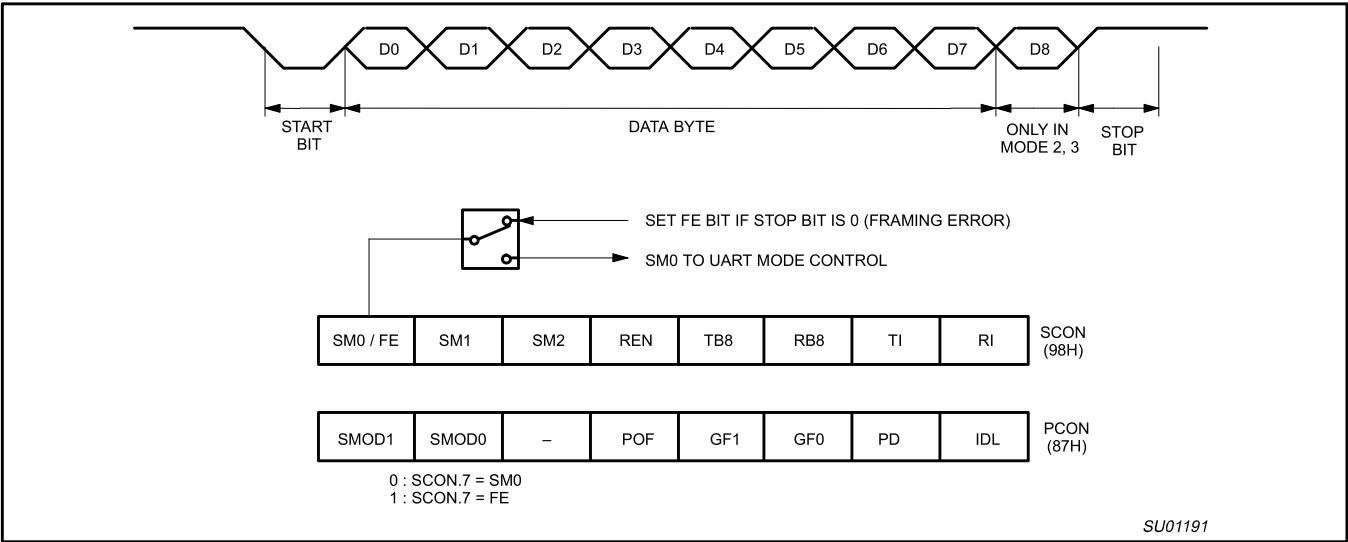 D0 D1 D2 D3 D4 D5 D6 D7 D8
START
BIT
DATA BYTE
ONLY IN
MODE 2, 3
STOP
BIT
SET FE BIT IF STOP BIT IS 0 (FRAMING ERROR)
SM0 TO UART MODE CONTROL
SM0 / FE SM1 SM2 REN TB8 RB8 TI RI
SCON
(98H)
SMOD1 SMOD0 – POF GF1 GF0 PD IDL
PCON
(87H)
0 : SCON.7 = SM0
1 : SCON.7 = FE
SU01191